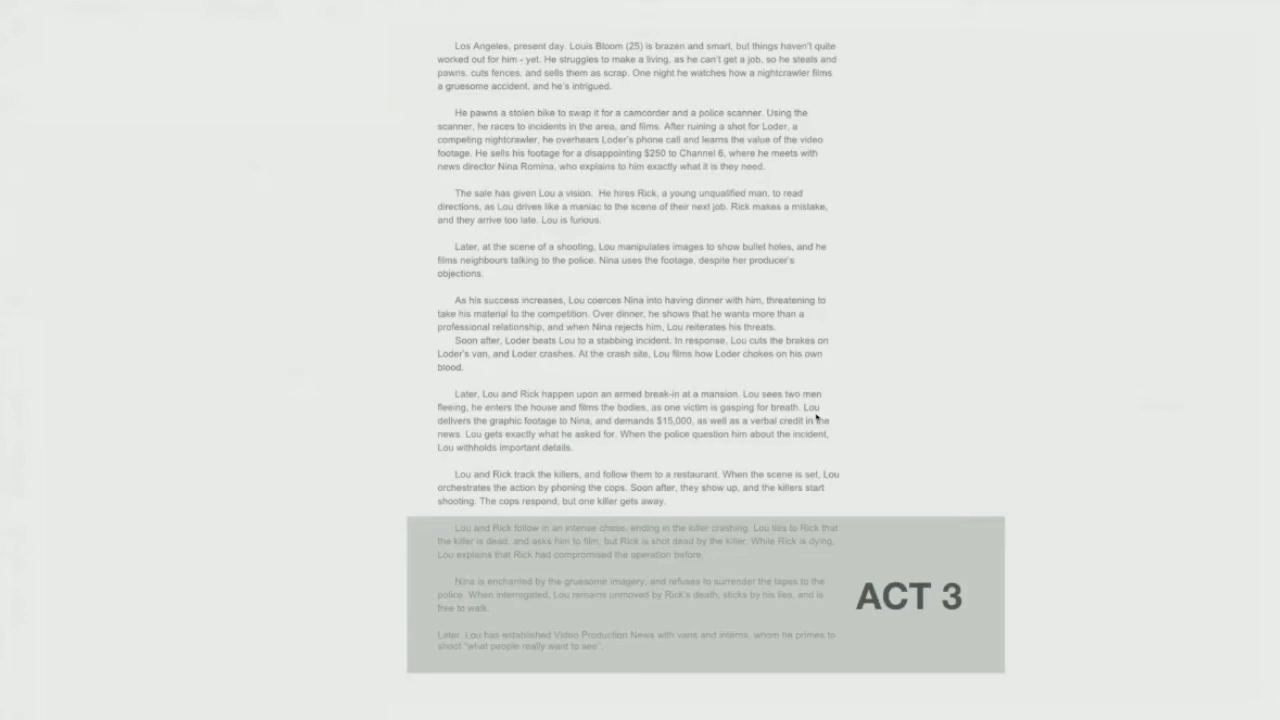 Los Angeles, present day. Louis Bloom (25) is brazen and smart, but things haven't quite
worked out for him - yet. He struggles to make a living, as he can't get a job, so he steals and
pawns, cuts fences, and sells them as scrap. One night he watches how a nightcrawler films
a gruesome accident, and he's intrigued.
He pawns a stolen bike to swap it for a camcorder and a police scanner. Using the
scanner, he races to incidents in the area, and films. After ruining a shot for Loder, a
competing nightcrawler, he overhears Loder's phone call and learns the value of the video
footage. He sells his footage for a disappointing $250 to Channel 6, where he meets with
news director Nina Romina, who explains to him exactly what it is they need.
The sale has given Lou a vision. He hires Rick, a young unqualified man, to read
directions, as Lou drives like a maniac to the scene of their next job. Rick makes a mistake,
and they arrive too late. Lou is furious.
Later, at the scene of a shooting, Lou manipulates images to show bullet holes, and he
films neighbours talking to the police. Nina uses the footage, despite her producer's
objections.
As his success increases, Lou coerces Nina into having dinner with him, threatening to
take his material to the competition. Over dinner, he shows that he wants more than a
professional relationship, and when Nina rejects him, Lou reiterates his threats.
Soon after, Loder beats Lou to a stabbing incident. In response, Lou cuts the brakes on
Loder's van, and Loder crashes. At the crash site, Lou films how Loder chokes on his own
blood.
Later, Lou and Rick happen upon an armed break-in at a mansion. Lou sees two men
fleeing, he enters the house and films the bodies, as one victim is gasping for breath. Lou
delivers the graphic footage to Nina, and demands $15,000, as well as a verbal credit in the
news. Lou gets exactly what he asked for. When the police question him about the incident,
Lou withholds important details.
Lou and Rick track the killers, and follow them to a restaurant. When the scene is set, Lou
orchestrates the action by phoning the cops. Soon after, they show up, and the killers start
shooting. The cops respond, but one killer gets away.
Lou and Rick follow in an intense chase, ending in the killer crashing. Lou lies to Rick that
the killer is dead, and asks him to film, but Rick is shot dead by the killer. While Rick is dying,
Lou explains that Rick had compromised the operation before.
Nina is enchanted by the gruesome imagery, and refuses to surrender the tapes to the
police. When interrogated, Lou remains unmoved by Rick's death, sticks by his lies, and is
free to walk.
Later, Lou has established Video Production News with vans and interns, whom he primes to
shoot "what people really want to see".
ACT 3